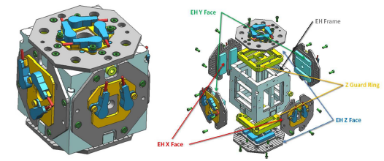 EH Y Face
EH Frame
Z Guard Ring
EH X Face
EH Z Face